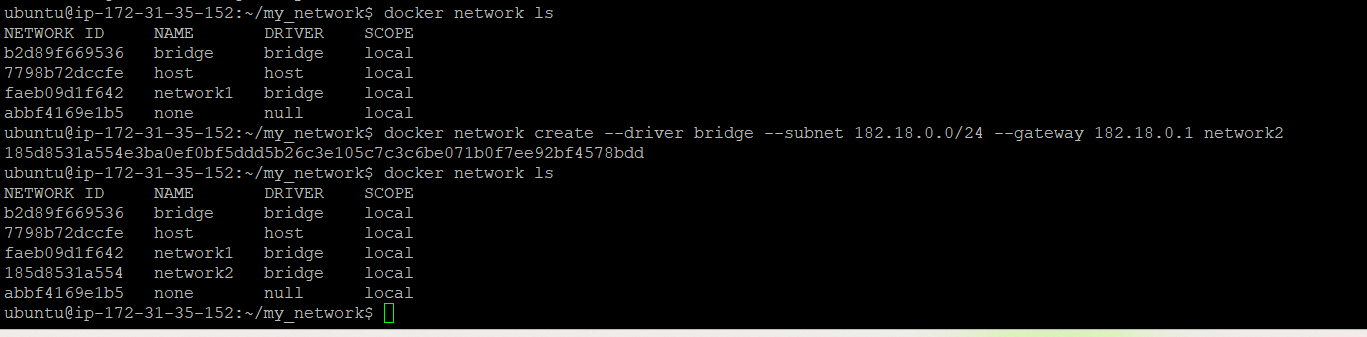 ubuntu@ip-172-31-35-152:~/my_network$ docker network ls
NETWORK ID     NAME       DRIVER    SCOPE
b2d89f669536   bridge     bridge    local
7798b72dccfe   host       host      local
faeb09d1f642   network1   bridge    local
abbf4169e1b5   none       null      local
ubuntu@ip-172-31-35-152:~/my_network$ docker network create --driver bridge --subnet 182.18.0.0/24 --gateway 182.18.0.1 network2
185d8531a554e3ba0ef0bf5ddd5b26c3e105c7c3c6be071b0f7ee92bf4578bdd
ubuntu@ip-172-31-35-152:~/my_network$ docker network ls
NETWORK ID     NAME       DRIVER    SCOPE
b2d89f669536   bridge     bridge    local
7798b72dccfe   host       host      local
faeb09d1f642   network1   bridge    local
185d8531a554   network2   bridge    local
abbf4169e1b5   none       null      local
ubuntu@ip-172-31-35-152:~/my_network$